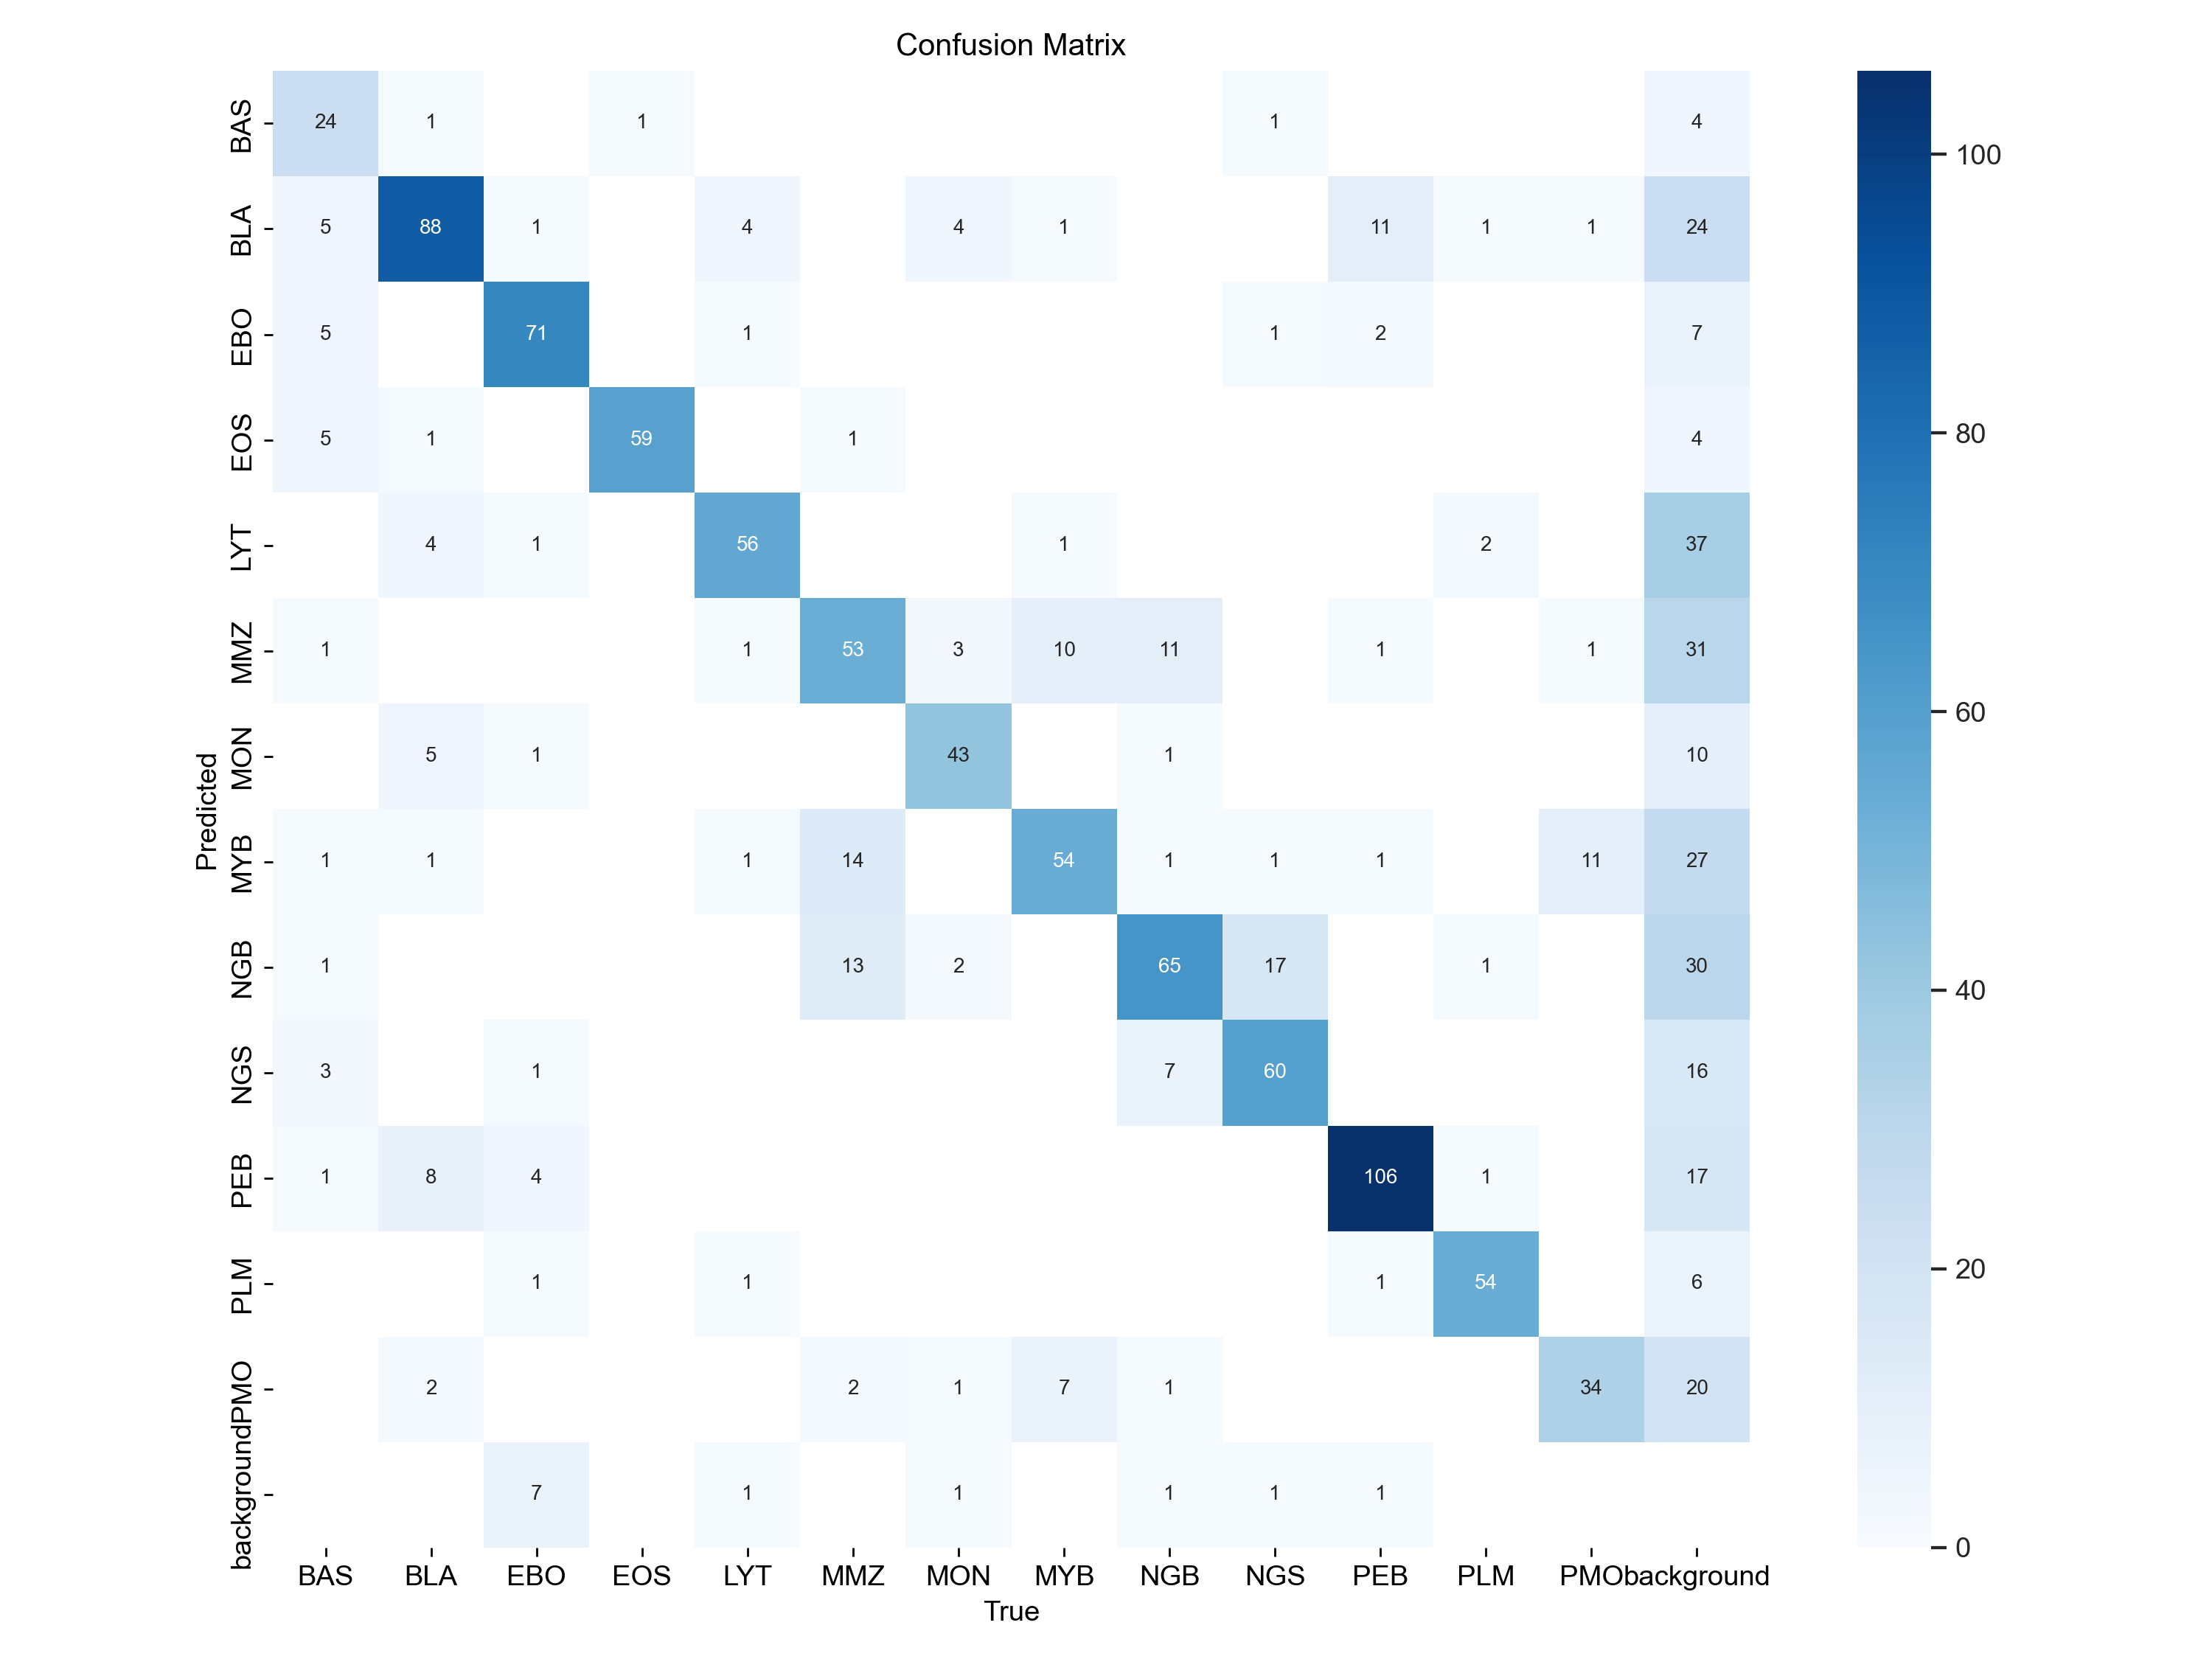 Confusion Matrix
BAS 24 1 1 1 4
BLA 5 88 1 4 4 1 11 1 1 24
EBO 5 71 1 1 2 7
EOS 5 1 59 1 4
LYT 4 1 56 1 2 37
MMZ 1 1 53 3 10 11 1 1 31
MON 5 1 43 1 10
MYB 1 1 1 14 54 1 1 1 11 27
NGB 1 13 2 65 17 1 30
NGS 3 1 7 60 16
PEB 1 8 4 106 1 17
PLM 1 1 1 54 6
PMO 2 2 1 7 1 34 20
background 7 1 1 1 1 1
Predicted
BAS BLA EBO EOS LYT MMZ MON MYB NGB NGS PEB PLM PMO background
True
100
80
60
40
20
0